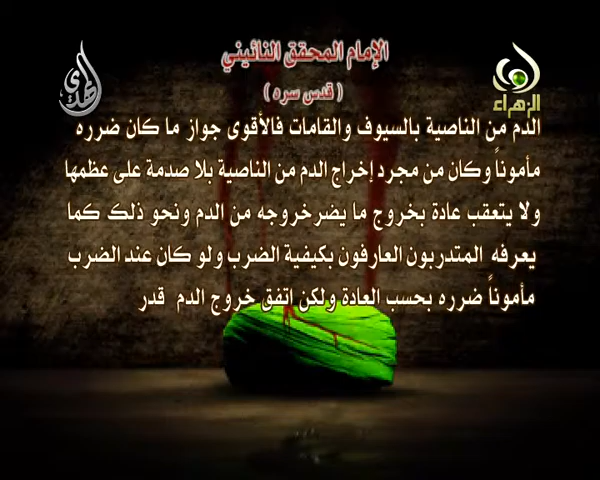 الإمام المحقق النائيني
( قدس سره )
الهدى
الزهراء
الدم من الناصية بالسيوف والقامات فالأقوى جواز ما كان ضرره
مأموناً وكان من مجرد إخراج الدم من الناصية بلا صدمة على عظمها
ولا يتعقب عادة بخروج ما يضر خروجه من الدم ونحو ذلك كما
يعرفه المتدربون العارفون بكيفية الضرب ولو كان عند الضرب
مأموناً ضرره بحسب العادة ولكن اتفق خروج الدم قدر